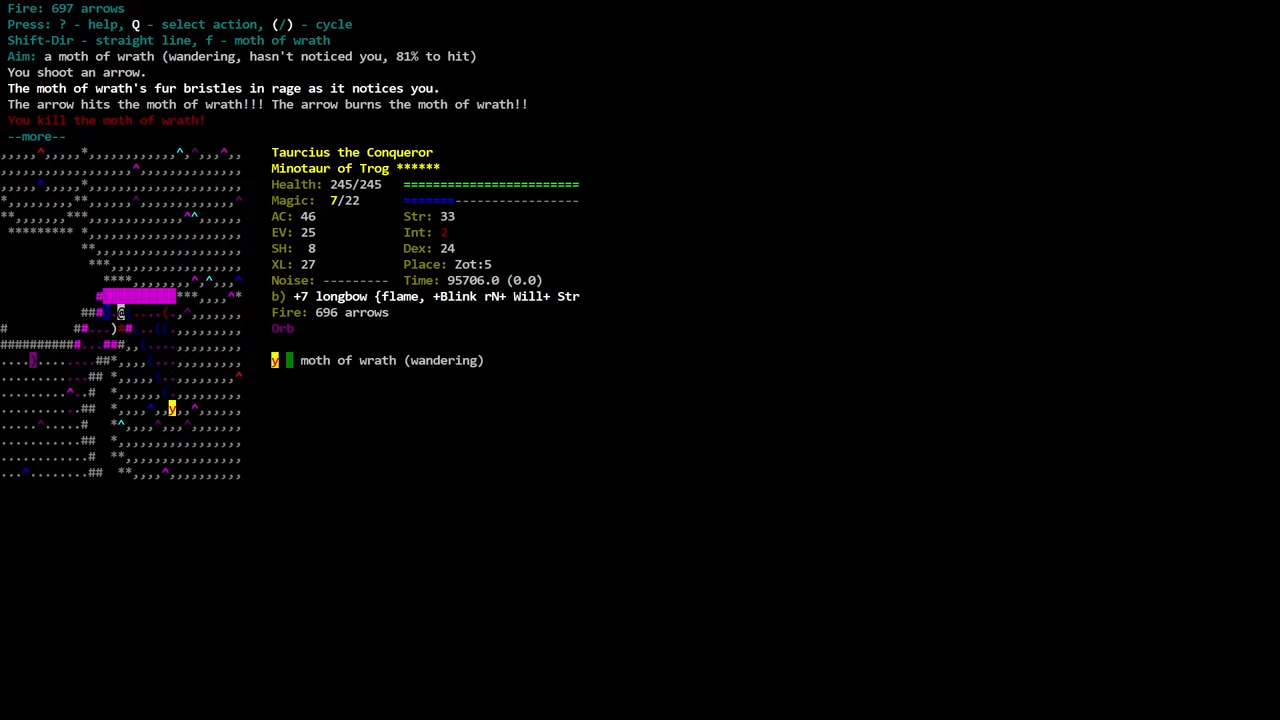 Fire: 697 arrows
Press: ? - help, Q - select action, (/) - cycle
Shift-Dir - straight line, f - moth of wrath
Aim: a moth of wrath (wandering, hasn't noticed you, 81% to hit)
You shoot an arrow.
The moth of wrath's fur bristles in rage as it notices you.
The arrow hits the moth of wrath!!! The arrow burns the moth of wrath!!
You kill the moth of wrath!
--more--
Taurcius the Conqueror
Minotaur of Trog ******
Health: 245/245 ========================
Magic: 7/22 =======-----------------
AC: 46 Str: 33
EV: 25 Int: 2
SH: 8 Dex: 24
XL: 27 Place: Zot:5
Noise: --------- Time: 95706.0 (0.0)
b) +7 longbow {flame, +Blink rN+ Will+ Str
Fire: 696 arrows
Orb
y moth of wrath (wandering)